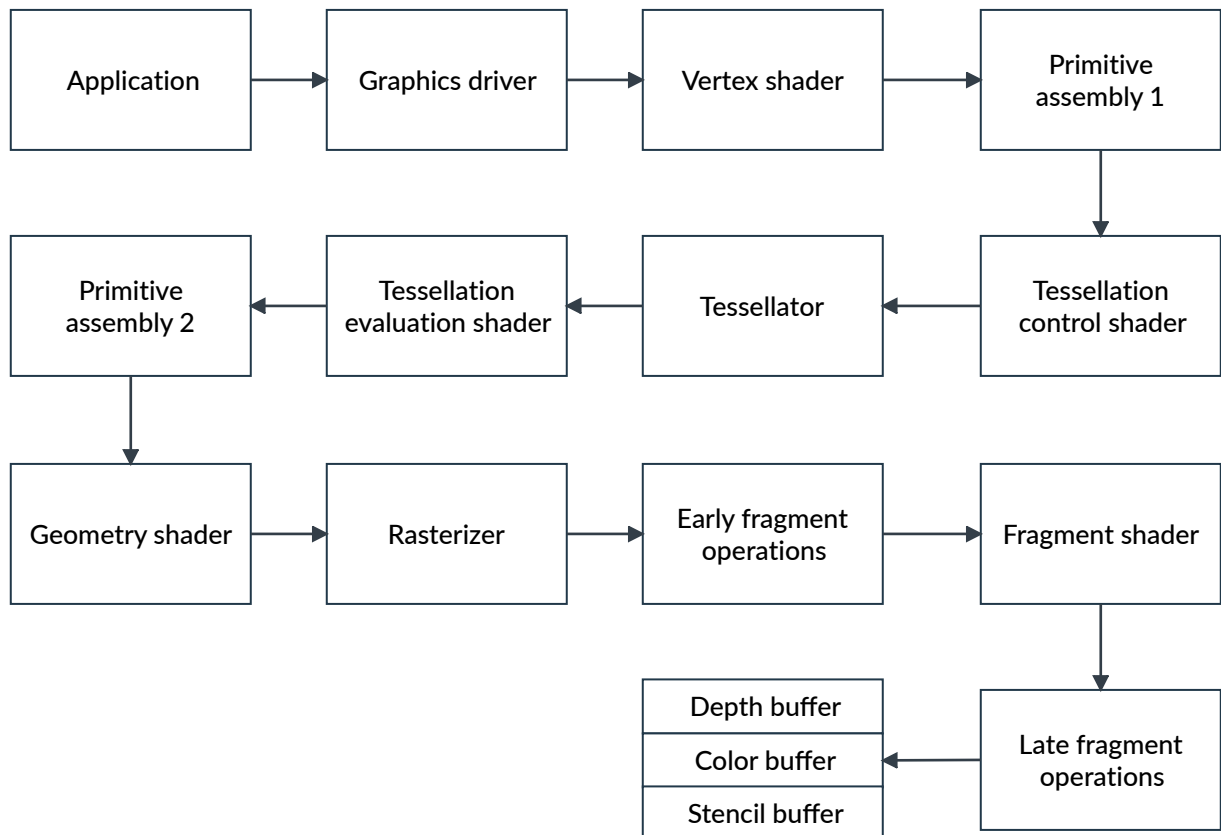 Application
Graphics driver
Vertex shader
Primitive
assembly 1
Primitive
assembly 2
Tessellation
evaluation shader
Tessellator
Tessellation
control shader
Geometry shader
Rasterizer
Early fragment
operations
Fragment shader
Depth buffer
Color buffer
Stencil buffer
Late fragment
operations